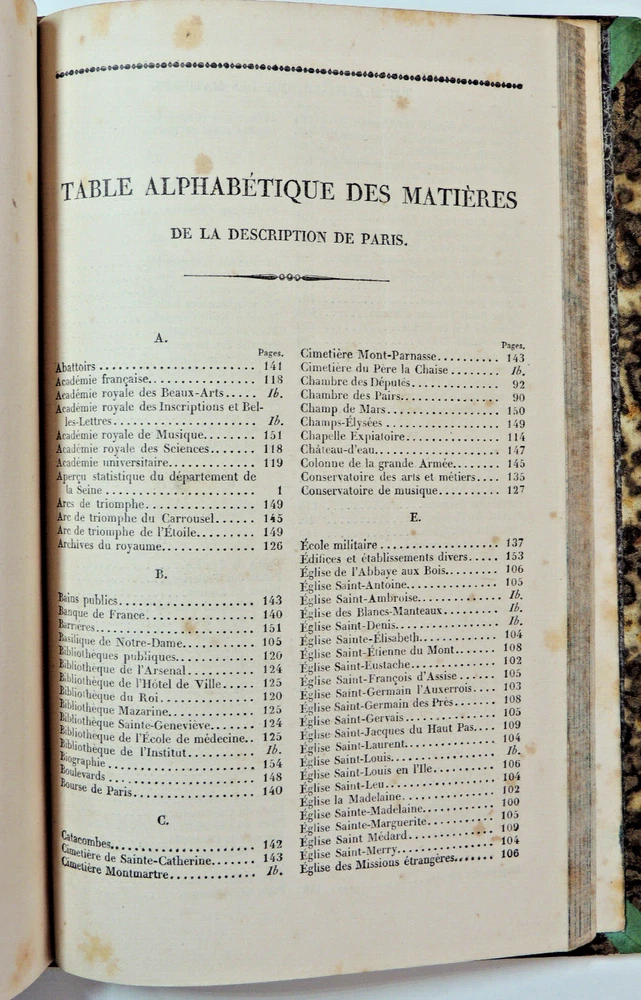 TABLE ALPHABÉTIQUE DES MATIÈRES
DE LA DESCRIPTION DE PARIS.
A.
Pages.
Abattoirs ........................ 141
Académie française................. 118
Académie royale des Beaux-Arts..... Ib.
Académie royale des Inscriptions et Bel-
les-Lettres........................ Ib.
Académie royale de Musique......... 151
Académie royale des Sciences....... 118
Académie universitaire............. 119
Aperçu statistique du département de
la Seine .......................... 1
Arcs de triomphe................... 149
Arc de triomphe du Carrousel....... 145
Arc de triomphe de l'Étoile........ 149
Archives du royaume................ 126
B.
Bains publics...................... 143
Banque de France................... 140
Barrières.......................... 151
Basilique de Notre-Dame............ 105
Bibliothèques publiques............ 120
Bibliothèque de l'Arsenal.......... 124
Bibliothèque de l'Hôtel de Ville... 125
Bibliothèque du Roi................ 120
Bibliothèque Mazarine.............. 125
Bibliothèque Sainte-Geneviève...... 124
Bibliothèque de l'École de médecine.. 125
Bibliothèque de l'Institut......... Ib.
Biographie......................... 154
Boulevards ........................ 148
Bourse de Paris.................... 140
C.
Catacombes......................... 142
Cimetière de Sainte-Catherine...... 143
Cimetière Montmartre............... Ib.
Pages.
Cimetière Mont-Parnasse.......... 143
Cimetière du Père la Chaise ..... Ib.
Chambre des Députés.............. 92
Chambre des Pairs................ 90
Champ de Mars.................... 150
Champs-Élysées .................. 149
Chapelle Expiatoire.............. 114
Château-d'eau.................... 147
Colonne de la grande Armée....... 145
Conservatoire des arts et métiers.... 135
Conservatoire de musique......... 127
E.
École militaire ................. 137
Édifices et établissements divers..... 153
Église de l'Abbaye aux Bois...... 106
Église Saint-Antoine............. 105
Église Saint-Ambroise............ Ib.
Église des Blancs-Manteaux....... Ib.
Église Saint-Denis............... Ib.
Église Sainte-Élisabeth.......... 104
Église Saint-Étienne du Mont..... 108
Église Saint-Eustache ........... 102
Église Saint-François d'Assise .. 105
Église Saint-Germain l'Auxerrois.... 103
Église Saint-Germain des Prés.... 108
Église Saint-Gervais............. 105
Église Saint-Jacques du Haut Pas.... 109
Église Saint-Laurent............. 104
Église Saint-Louis............... Ib.
Église Saint-Louis en l'Ile...... 106
Église Saint-Leu................. 104
Église la Madelaine.............. 102
Église Sainte-Madelaine.......... 100
Église Sainte-Marguerite......... 105
Église Saint Médard.............. 109
Église Saint-Merry............... 104
Église des Missions étrangères....... 106